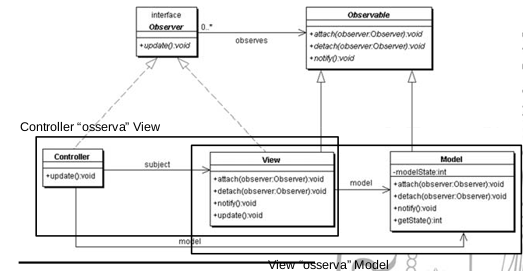 interface
Observer
+update():void
0..*
observes
Observable
+attach(observer:Observer):void
+detach(observer:Observer):void
+notify():void
Controller “osserva” View
Controller
+update():void
subject
View
+attach(observer:Observer):void
+detach(observer:Observer):void
+notify():void
+update():void
model
Model
-modelState:int
+attach(observer:Observer):void
+detach(observer:Observer):void
+notify():void
+getState():int
model
View “osserva” Model